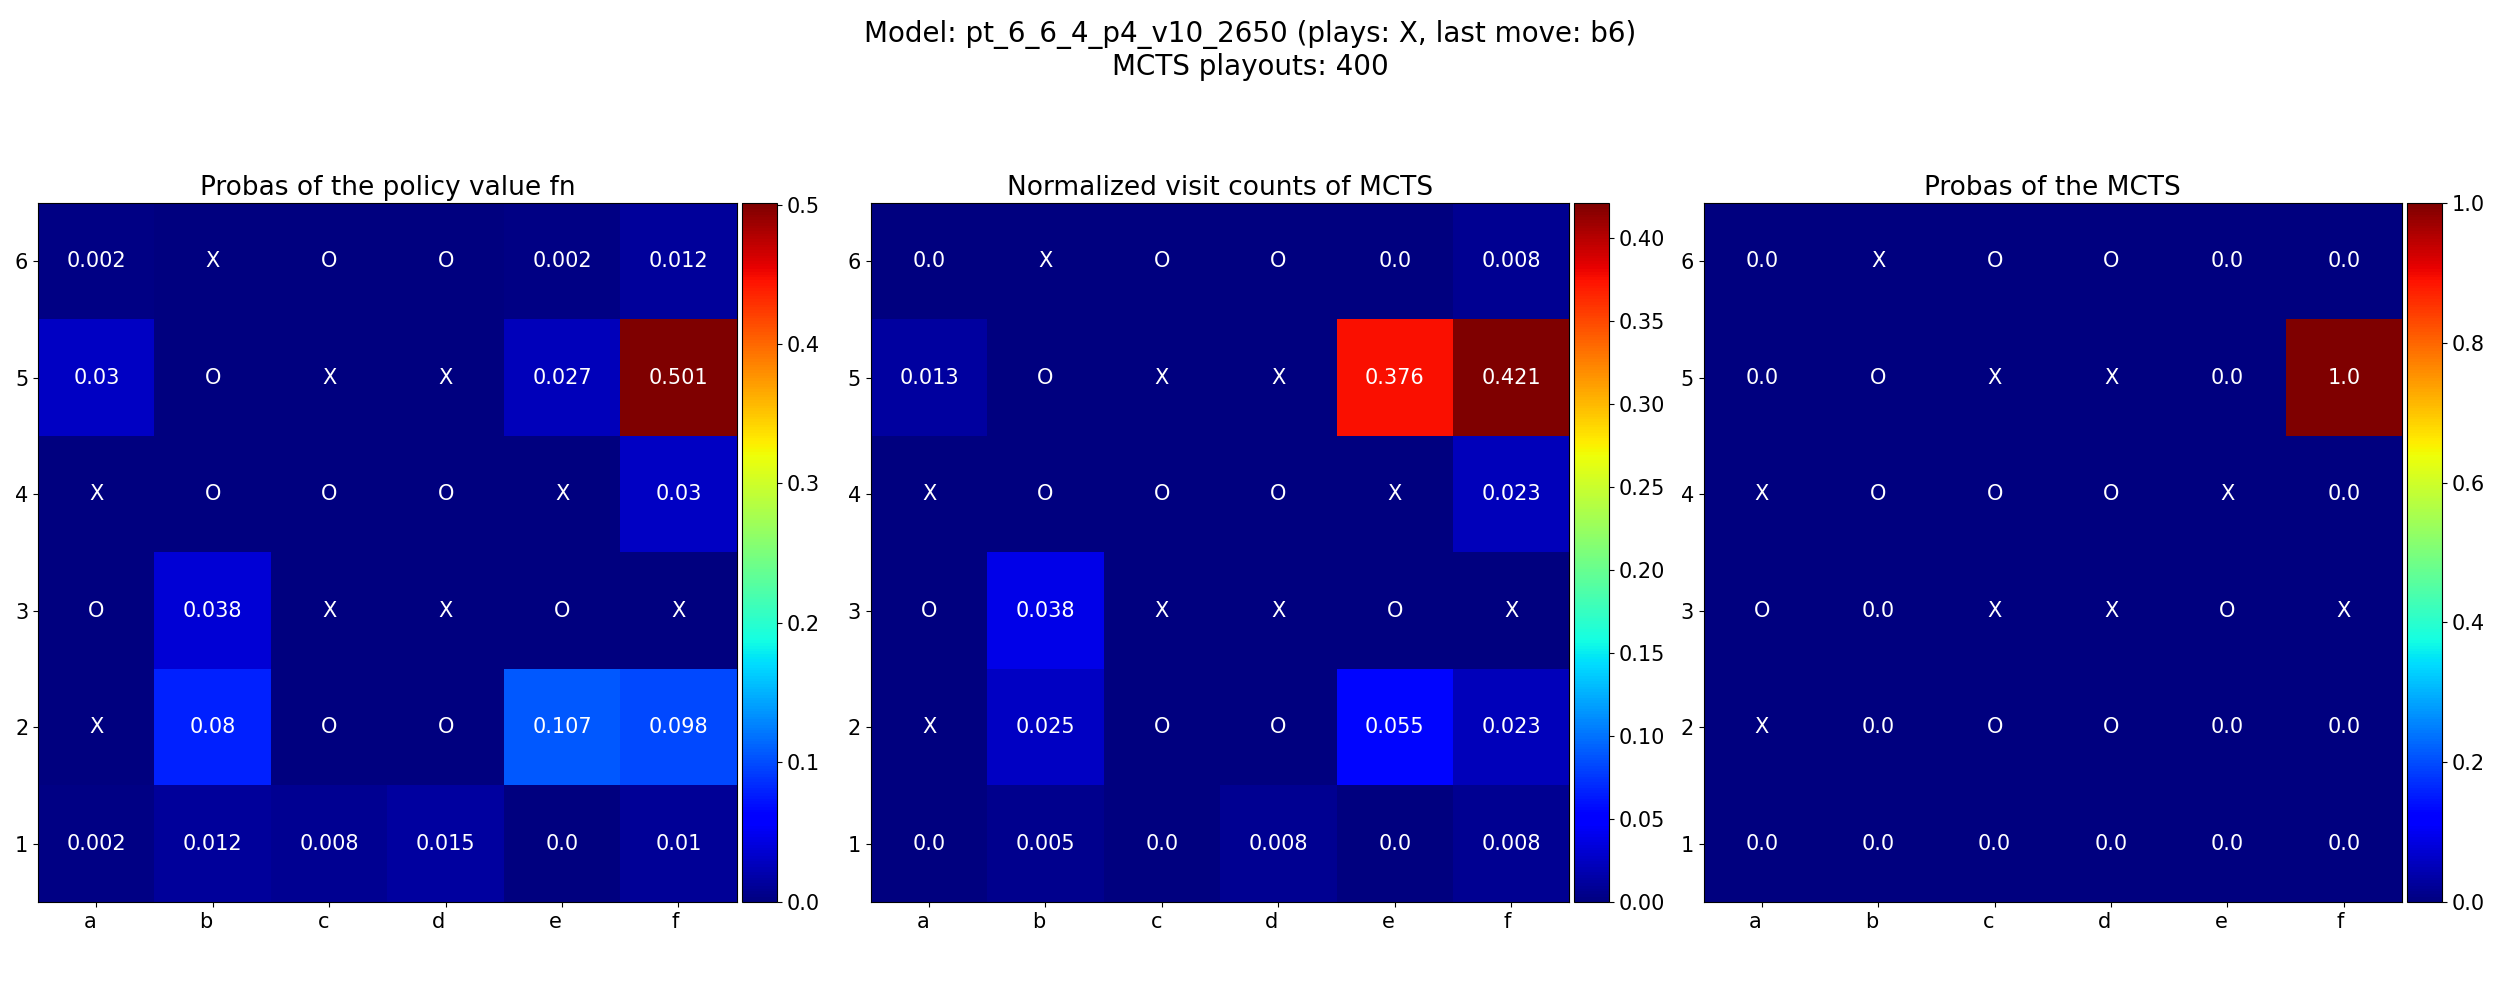 Model: pt_6_6_4_p4_v10_2650 (plays: X, last move: b6)
MCTS playouts: 400
Probas of the policy value fn
6 0.002 X O O 0.002 0.012
5 0.03 O X X 0.027 0.501
4 X O O O X 0.03
3 O 0.038 X X O X
2 X 0.08 O O 0.107 0.098
1 0.002 0.012 0.008 0.015 0.0 0.01
a b c d e f
0.5
0.4
0.3
0.2
0.1
0.0
Normalized visit counts of MCTS
6 0.0 X O O 0.0 0.008
5 0.013 O X X 0.376 0.421
4 X O O O X 0.023
3 O 0.038 X X O X
2 X 0.025 O O 0.055 0.023
1 0.0 0.005 0.0 0.008 0.0 0.008
a b c d e f
0.40
0.35
0.30
0.25
0.20
0.15
0.10
0.05
0.00
Probas of the MCTS
6 0.0 X O O 0.0 0.0
5 0.0 O X X 0.0 1.0
4 X O O O X 0.0
3 O 0.0 X X O X
2 X 0.0 O O 0.0 0.0
1 0.0 0.0 0.0 0.0 0.0 0.0
a b c d e f
1.0
0.8
0.6
0.4
0.2
0.0